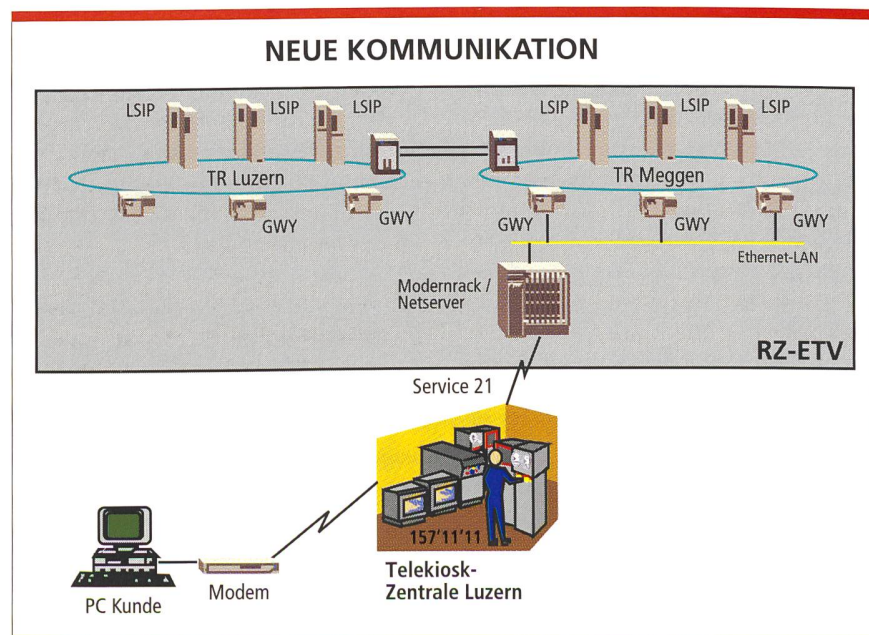 NEUE KOMMUNIKATION
LSIP
LSIP
LSIP
LSIP
LSIP
LSIP
TR Luzern
TR Meggen
GWY
GWY
GWY
GWY
GWY
Ethernet-LAN
Modernrack /
Netserver
RZ-ETV
Service 21
157'11'11
Telekiosk-
Zentrale Luzern
PC Kunde
Modem